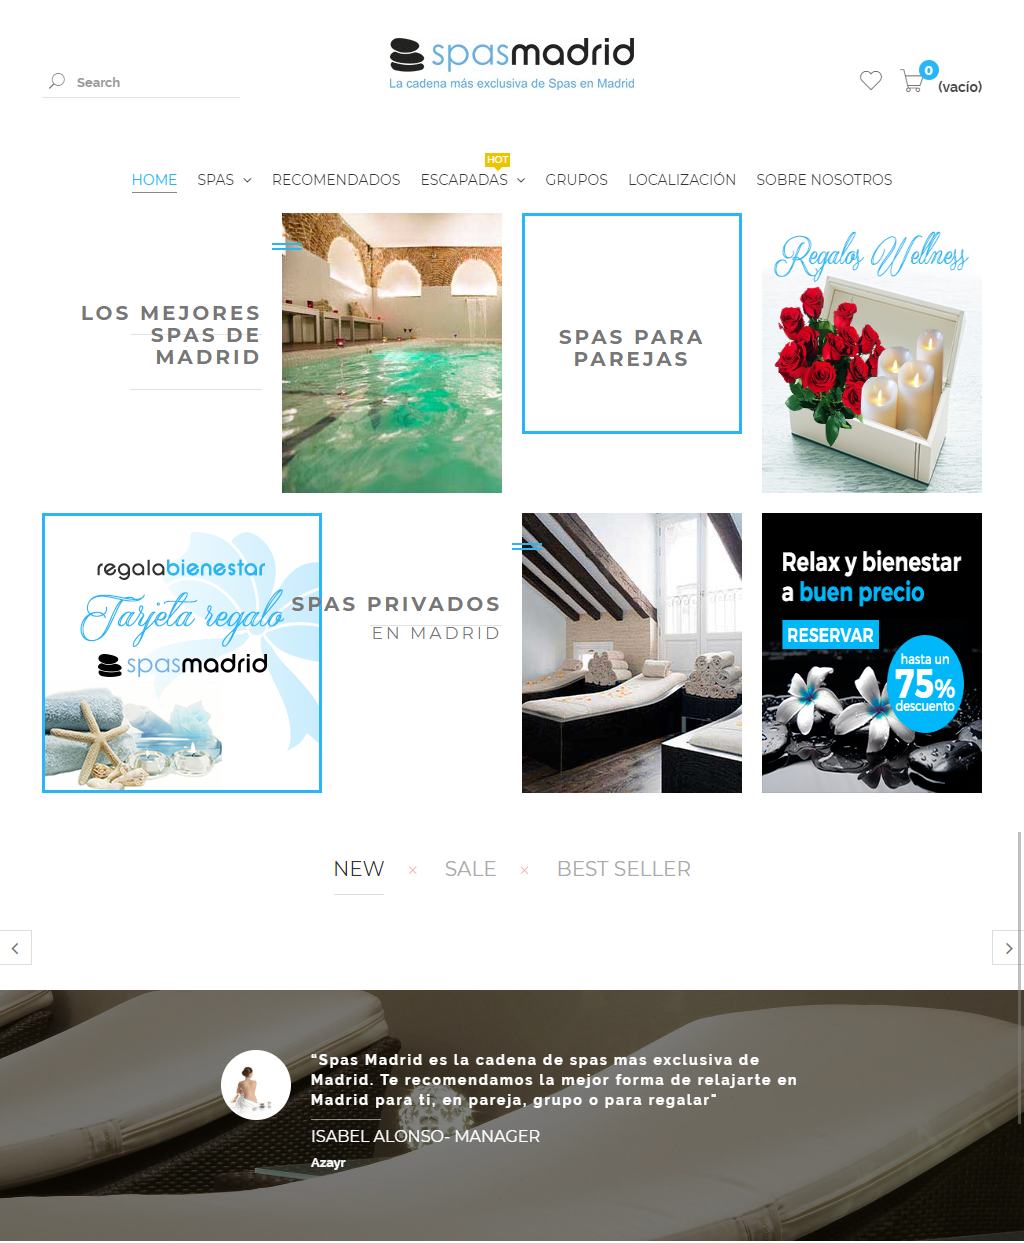 spasmadrid
La cadena más exclusiva de Spas en Madrid
Search
0
(vacío)
HOT
HOME SPAS RECOMENDADOS ESCAPADAS GRUPOS LOCALIZACIÓN SOBRE NOSOTROS
LOS MEJORES
SPAS DE
MADRID
SPAS PARA
PAREJAS
Regalos Wellness
regalabienestar
Tarjeta regalo
spasmadrid
SPAS PRIVADOS
EN MADRID
Relax y bienestar
a buen precio
RESERVAR
hasta un
75%
descuento
NEW × SALE × BEST SELLER
“Spas Madrid es la cadena de spas mas exclusiva de
Madrid. Te recomendamos la mejor forma de relajarte en
Madrid para ti, en pareja, grupo o para regalar"
ISABEL ALONSO- MANAGER
Azayr